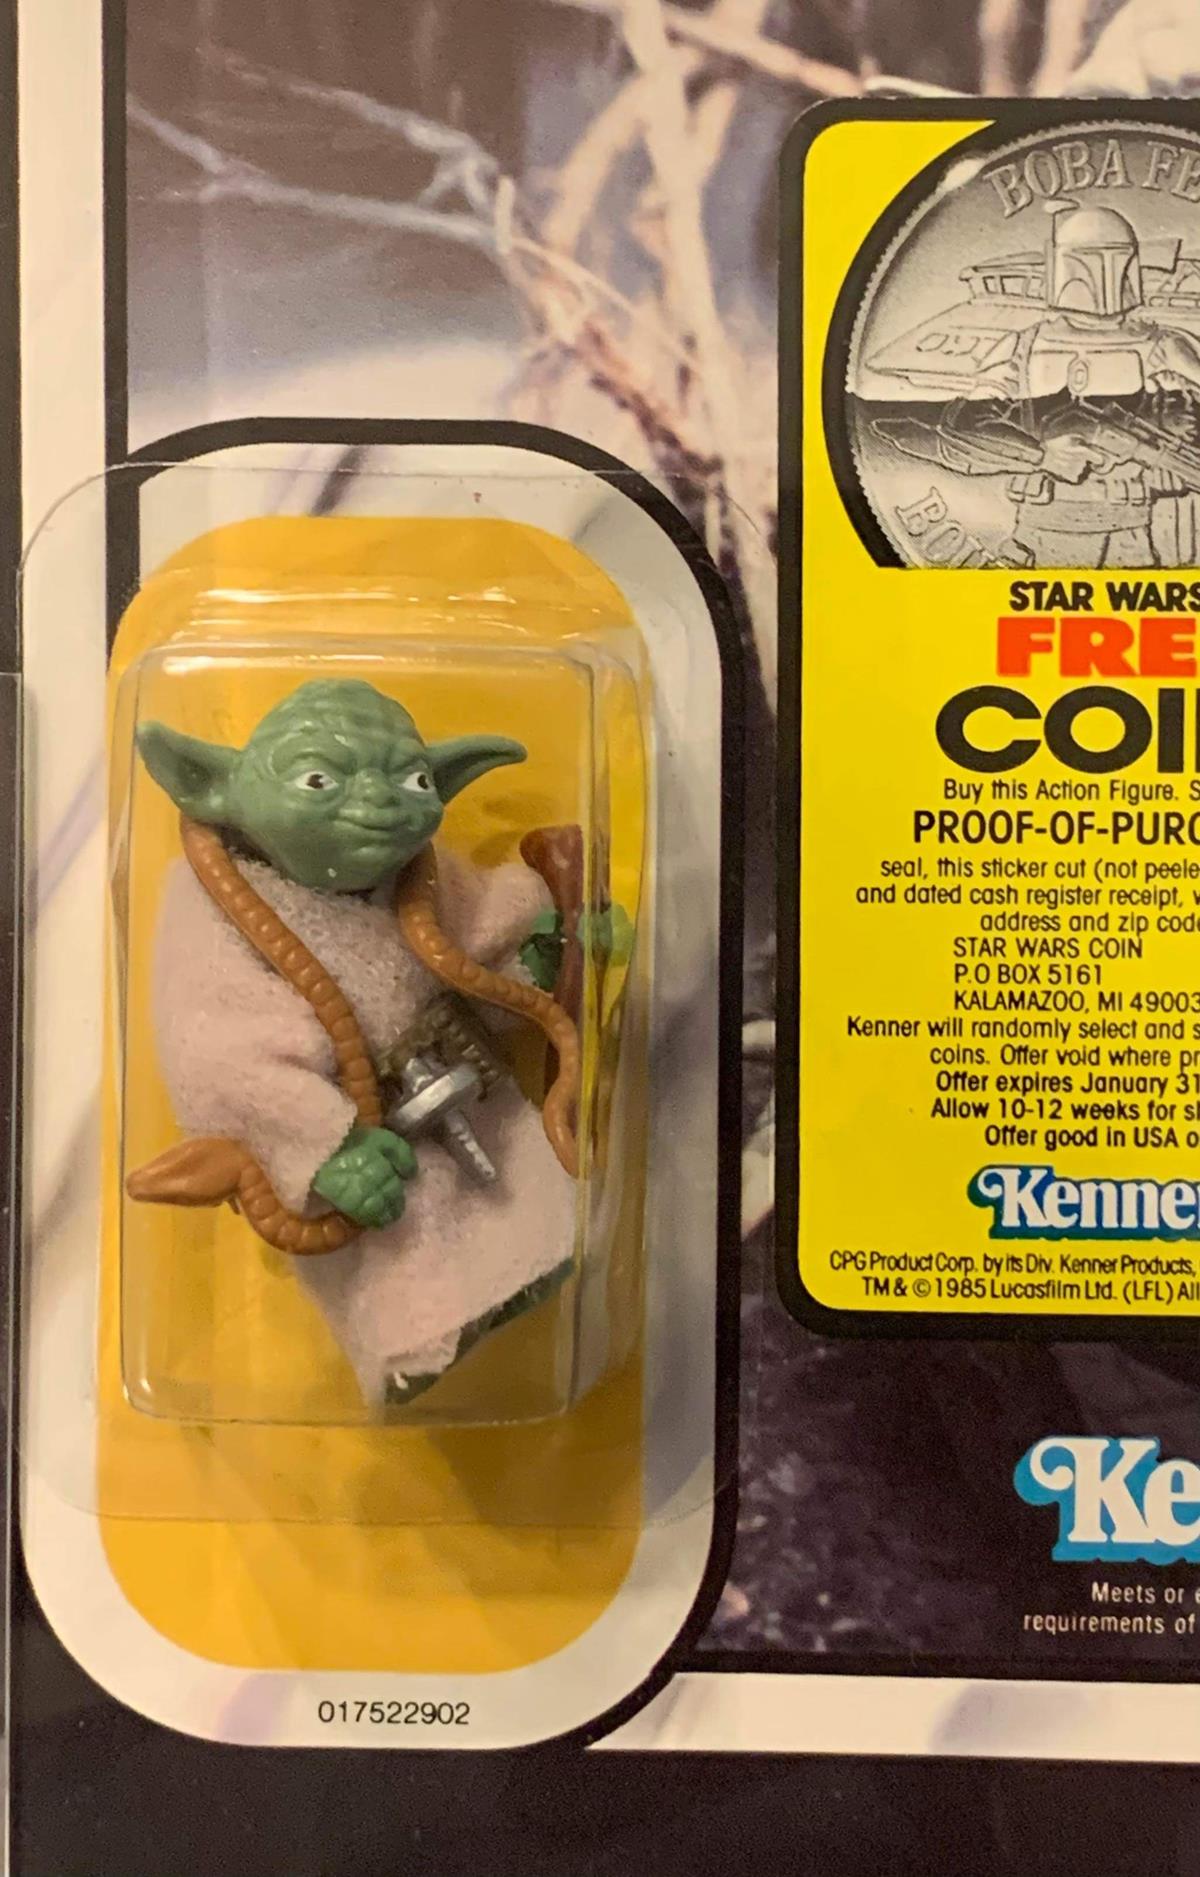 BOBA FE
BOU
STAR WARS
FRE
COI
Buy this Action Figure. S
PROOF-OF-PURC
seal, this sticker cut (not peele
and dated cash register receipt, w
address and zip code
STAR WARS COIN
P.O BOX 5161
KALAMAZOO, MI 49003
Kenner will randomly select and s
coins. Offer void where pr
Offer expires January 31
Allow 10-12 weeks for sh
Offer good in USA o
Kenne
CPG Product Corp. by its Div. Kenner Products,
TM & © 1985 Lucasfilm Ltd. (LFL) All
Ke
Meets or e
requirements of
017522902